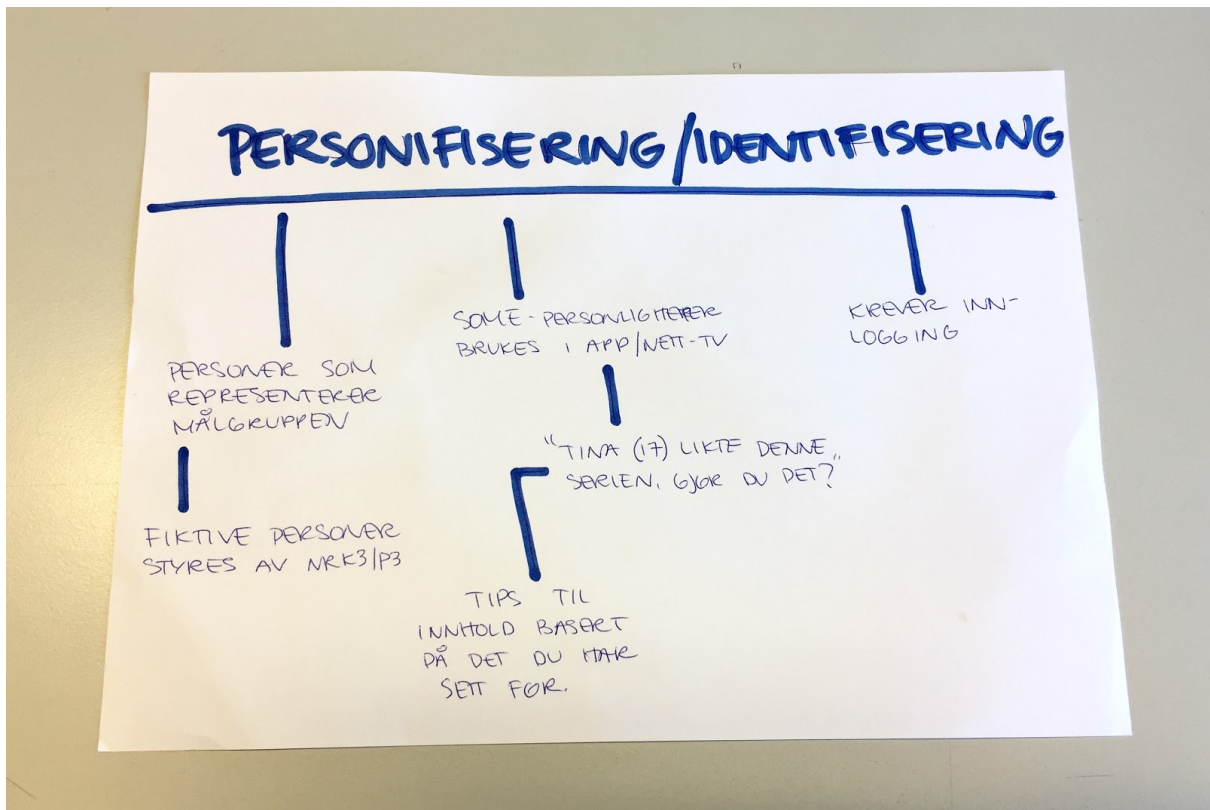 PERSONIFISERING/IDENTIFISERING
PERSONER SOM
REPRESENTERER
MÅLGRUPPEN
FIKTIVE PERSONER
STYRES AV NRK3/P3
SOME-PERSONLIGHETER
BRUKES I APP/NETT-TV
"TINA (17) LIKTE DENNE
SERIEN, GJØR DU DET?"
TIPS TIL
INNHOLD BASERT
PÅ DET DU HAR
SETT FØR.
KREVER INN-
LOGGING